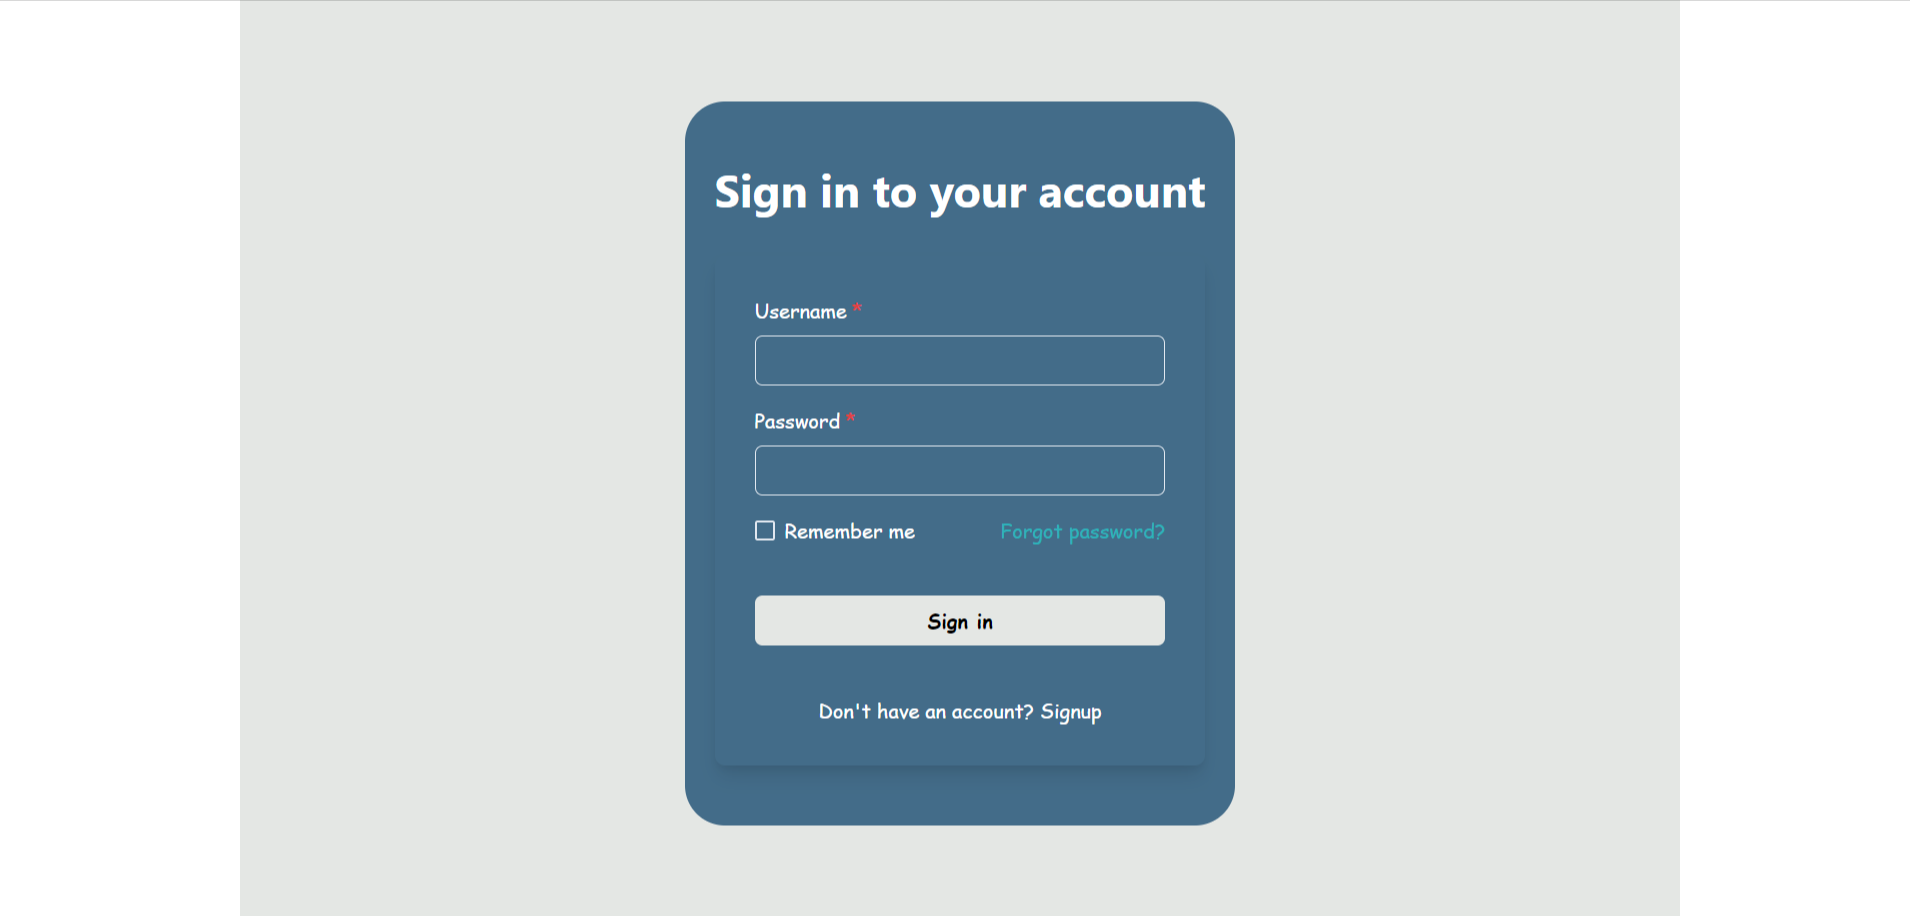 Sign in to your account
Username *
Password *
Remember me Forgot password?
Sign in
Don't have an account? Signup